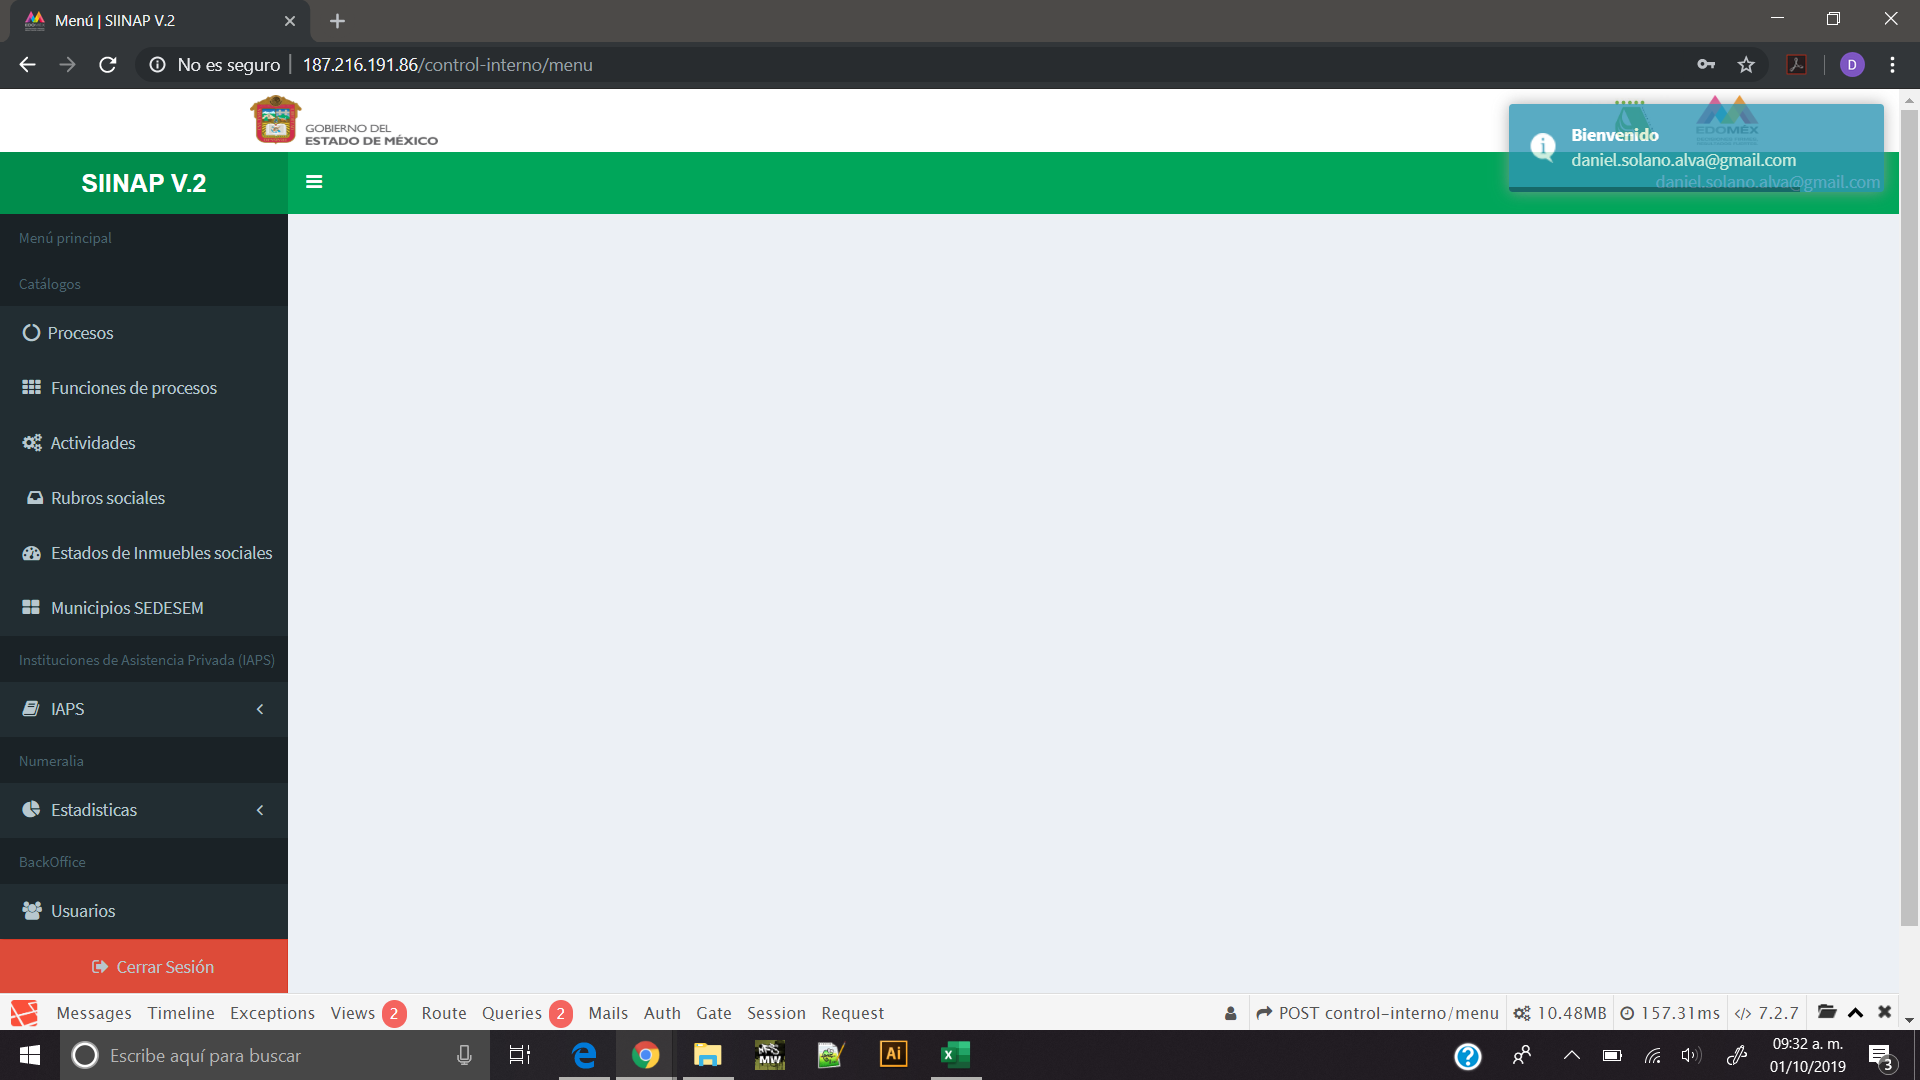 Menú | SIINAP V.2
No es seguro | 187.216.191.86/control-interno/menu
D
GOBIERNO DEL
ESTADO DE MÉXICO
EDOMÉX
Bienvenido
daniel.solano.alva@gmail.com
daniel.solano.alva@gmail.com
SIINAP V.2
Menú principal
Catálogos
Procesos
Funciones de procesos
Actividades
Rubros sociales
Estados de Inmuebles sociales
Municipios SEDESEM
Instituciones de Asistencia Privada (IAPS)
IAPS
Numeralia
Estadisticas
BackOffice
Usuarios
Cerrar Sesión
Messages Timeline Exceptions Views 2 Route Queries 2 Mails Auth Gate Session Request POST control-interno/menu 10.48MB 157.31ms </> 7.2.7
Escribe aquí para buscar
MW
Ai
X
?
09:32 a. m.
01/10/2019
3